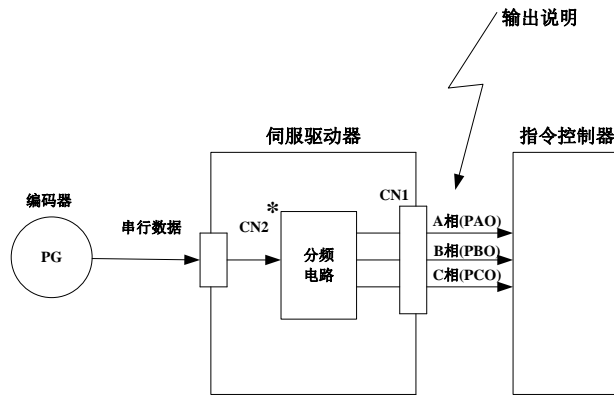 输出说明
伺服驱动器
指令控制器
编码器
串行数据
CN2
*
CN1
A相(PAO)
PG
分频
电路
B相(PBO)
C相(PCO)